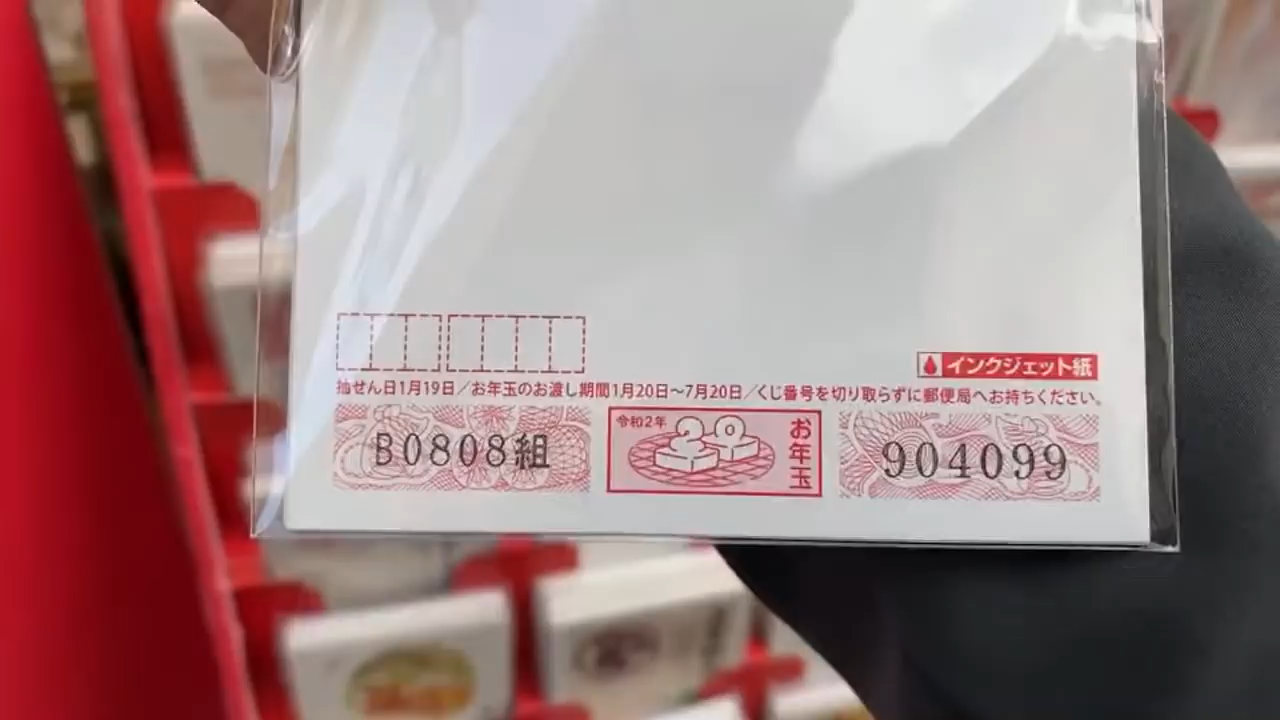 インクジェット紙
抽せん日1月19日／お年玉のお渡し期間1月20日～7月20日／くじ番号を切り取らずに郵便局へお持ちください。
B0808組
令和2年
20
お年玉
904099